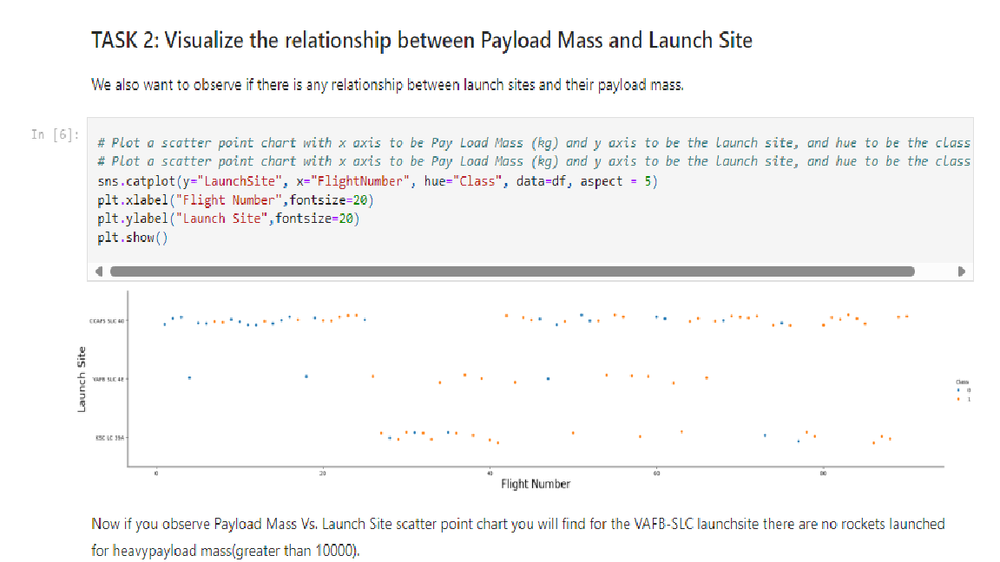 TASK 2: Visualize the relationship between Payload Mass and Launch Site
We also want to observe if there is any relationship between launch sites and their payload mass.
In [6]:
# Plot a scatter point chart with x axis to be Pay Load Mass (kg) and y axis to be the launch site, and hue to be the class
# Plot a scatter point chart with x axis to be Pay Load Mass (kg) and y axis to be the launch site, and hue to be the class
sns.catplot(y="LaunchSite", x="FlightNumber", hue="Class", data=df, aspect = 5)
plt.xlabel("Flight Number",fontsize=20)
plt.ylabel("Launch Site",fontsize=20)
plt.show()
CCAFS SLC 40
VAFB SLC 4E
KSC LC 39A
Launch Site
0 20 40 60 80
Flight Number
Class
0
1
Now if you observe Payload Mass Vs. Launch Site scatter point chart you will find for the VAFB-SLC launchsite there are no rockets launched
for heavypayload mass(greater than 10000).